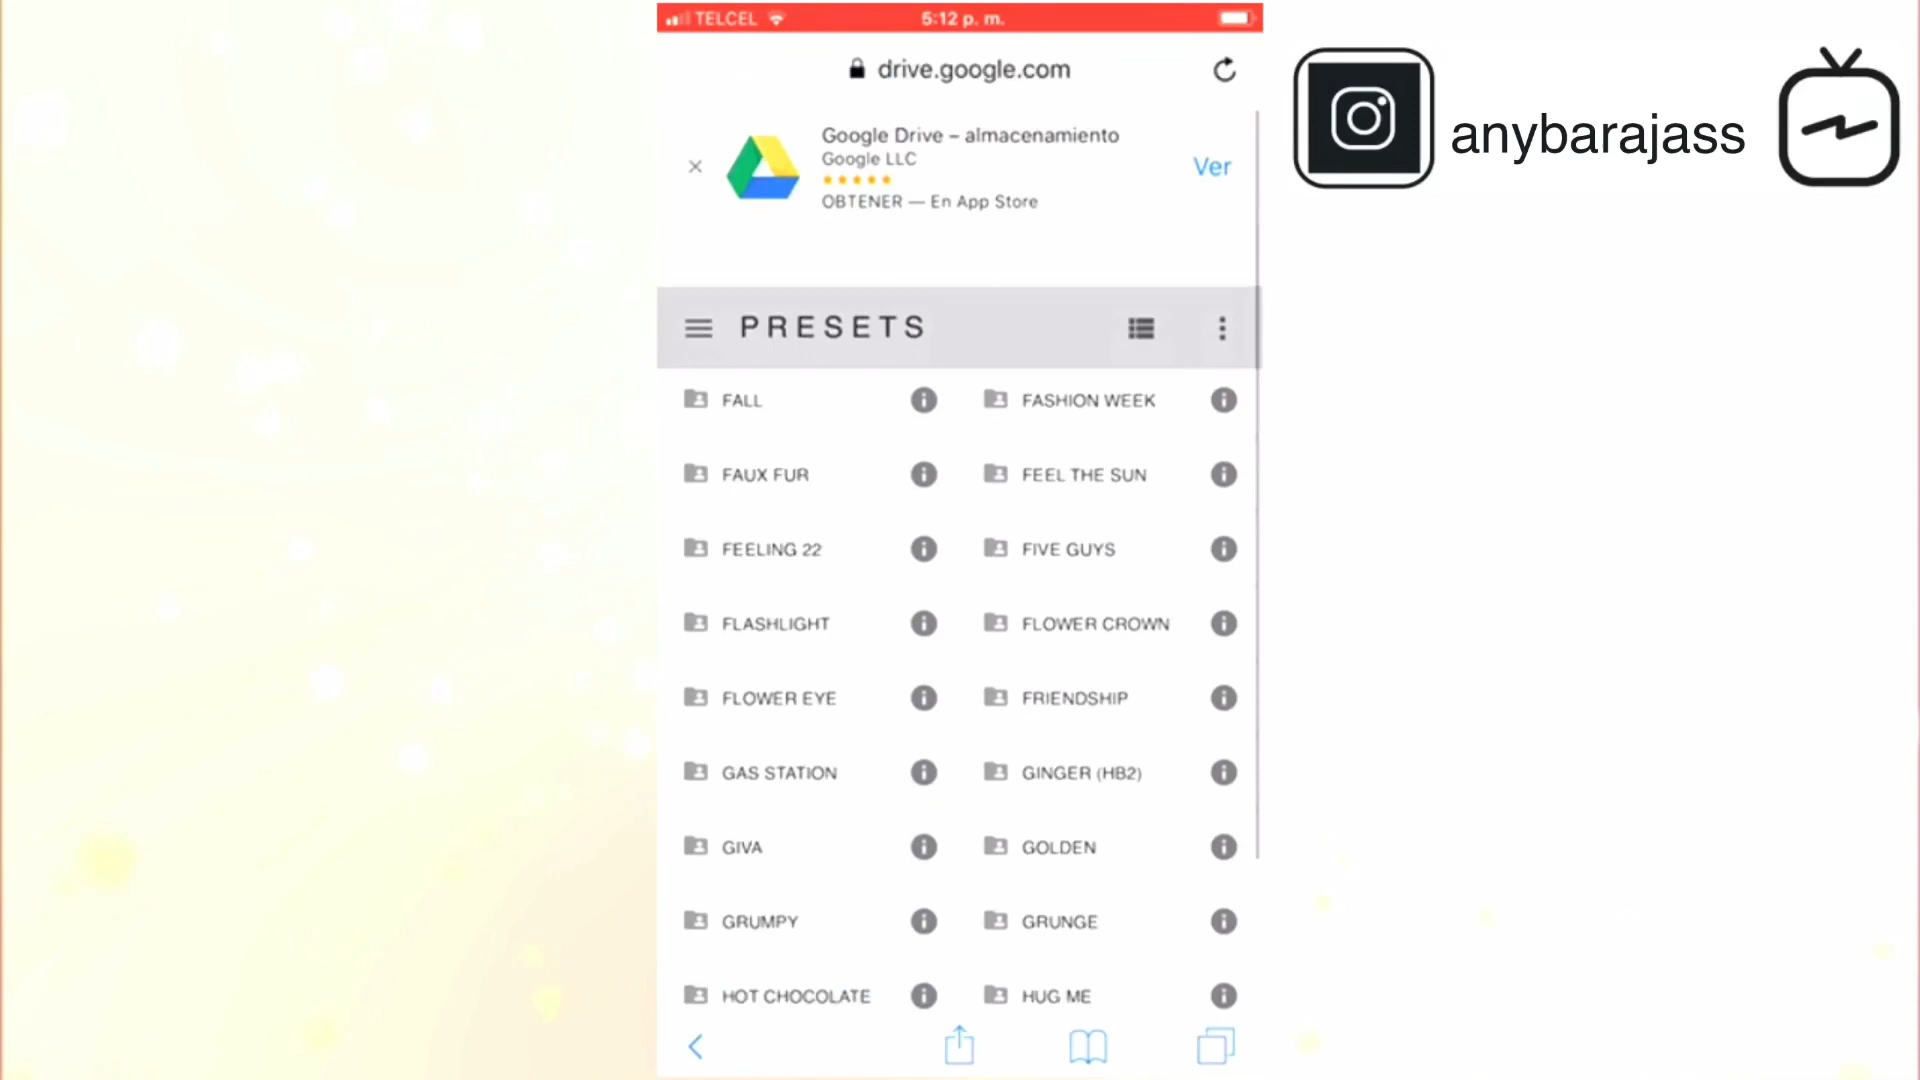 TELCEL 5:12 p. m.
drive.google.com
Google Drive – almacenamiento
Google LLC
OBTENER — En App Store
Ver
anybarajass
PRESETS
FALL FASHION WEEK
FAUX FUR FEEL THE SUN
FEELING 22 FIVE GUYS
FLASHLIGHT FLOWER CROWN
FLOWER EYE FRIENDSHIP
GAS STATION GINGER (HB2)
GIVA GOLDEN
GRUMPY GRUNGE
HOT CHOCOLATE HUG ME